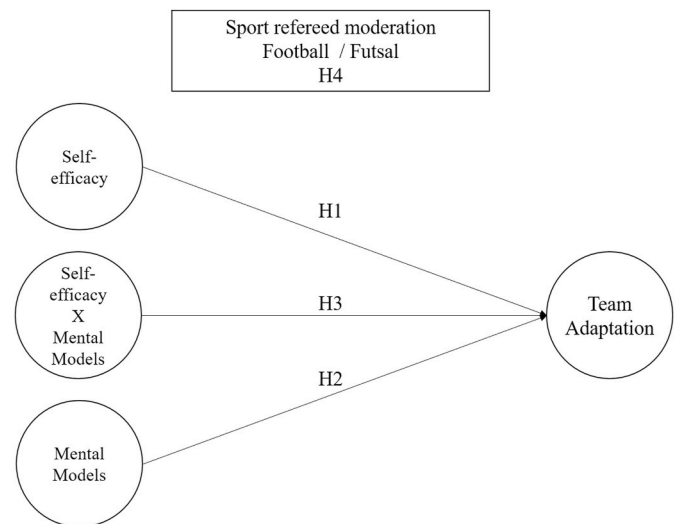 Sport refereed moderation
Football / Futsal
H4
Self-
efficacy
H1
Self-
efficacy
X
Mental
Models
H3
Team
Adaptation
H2
Mental
Models